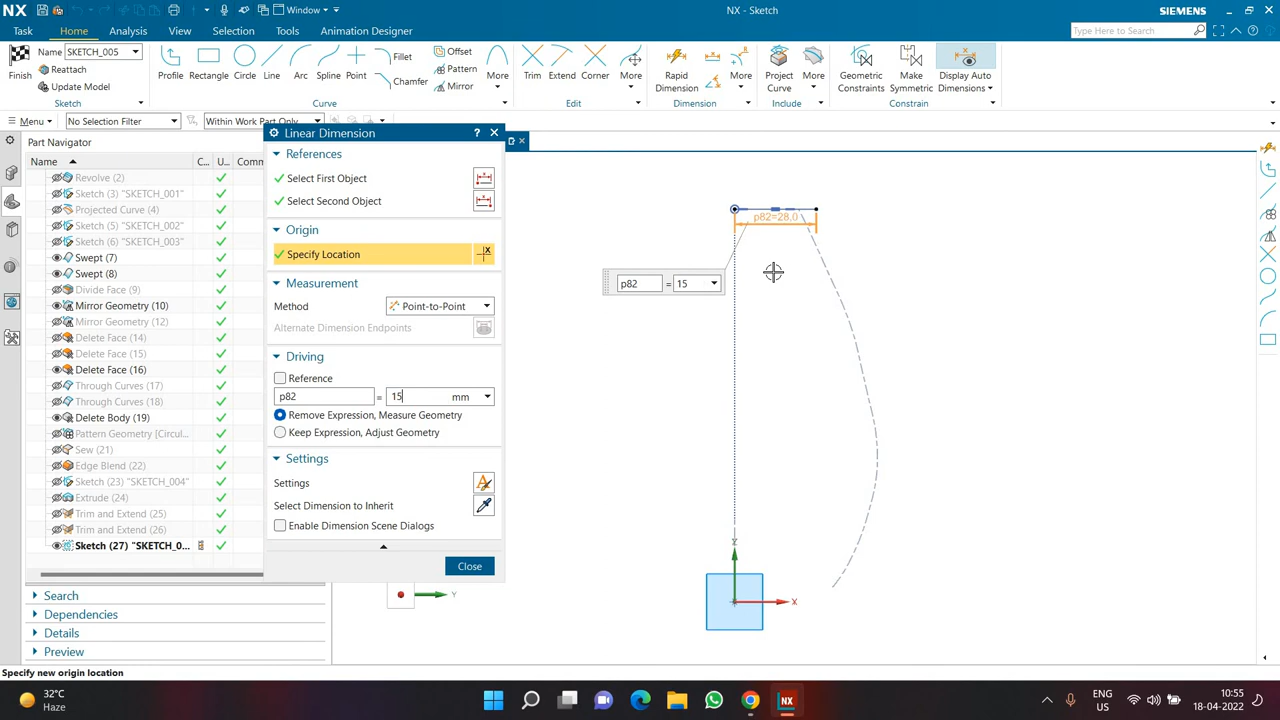 NX
Window
NX - Sketch
SIEMENS
Task
Home
Analysis
View
Selection
Tools
Animation Designer
Type Here to Search
Name
SKETCH_005
Finish
Reattach
Update Model
Sketch
Profile
Rectangle
Circle
Line
Arc
Spline
Point
Fillet
Chamfer
Offset
Pattern
Mirror
More
Curve
Trim
Extend
Corner
More
Edit
Rapid
Dimension
More
Dimension
Project
Curve
More
Include
Geometric
Constraints
Make
Symmetric
Display Auto
Dimensions
Constrain
Menu
No Selection Filter
Within Work Part Only
Part Navigator
Name
C...
U...
Comm
Revolve (2)
Sketch (3) "SKETCH_001"
Projected Curve (4)
Sketch (5) "SKETCH_002"
Sketch (6) "SKETCH_003"
Swept (7)
Swept (8)
Divide Face (9)
Mirror Geometry (10)
Mirror Geometry (12)
Delete Face (14)
Delete Face (15)
Delete Face (16)
Through Curves (17)
Through Curves (18)
Delete Body (19)
Pattern Geometry [Circul...
Sew (21)
Edge Blend (22)
Sketch (23) "SKETCH_004"
Extrude (24)
Trim and Extend (25)
Trim and Extend (26)
Sketch (27) "SKETCH_0...
Search
Dependencies
Details
Preview
Linear Dimension
?
References
Select First Object
Select Second Object
Origin
Specify Location
Measurement
Method
Point-to-Point
Alternate Dimension Endpoints
Driving
Reference
p82 = 15 mm
Remove Expression, Measure Geometry
Keep Expression, Adjust Geometry
Settings
Settings
Select Dimension to Inherit
Enable Dimension Scene Dialogs
Close
p82=28,0
p82 = 15
Z
X
Y
Specify new origin location
32°C
Haze
NX
ENG
US
10:55
18-04-2022